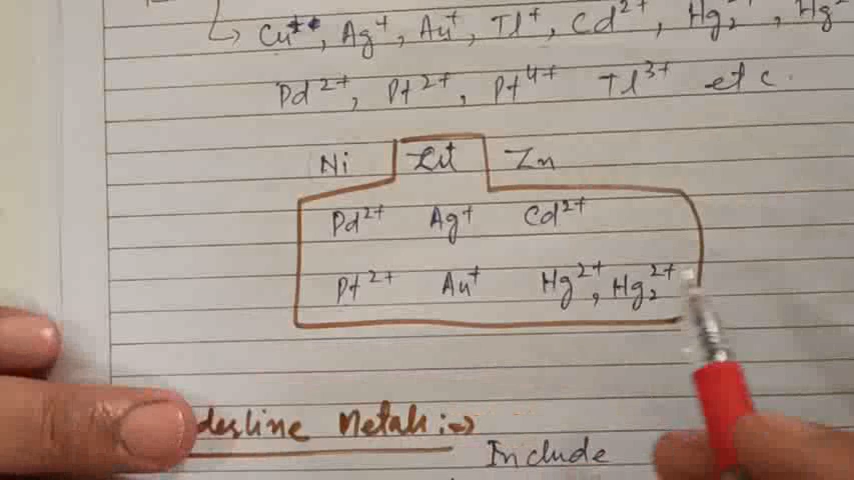 Cu⁺, Ag⁺, Au⁺, Tl⁺, Cd²⁺, Hg₂²⁺, Hg²⁺
Pd²⁺, Pt²⁺, Pt⁴⁺ Tl³⁺ etc.
Ni Cu⁺ Zn
Pd²⁺ Ag⁺ Cd²⁺
Pt²⁺ Au⁺ Hg²⁺, Hg₂²⁺
derline Metals :→
Include